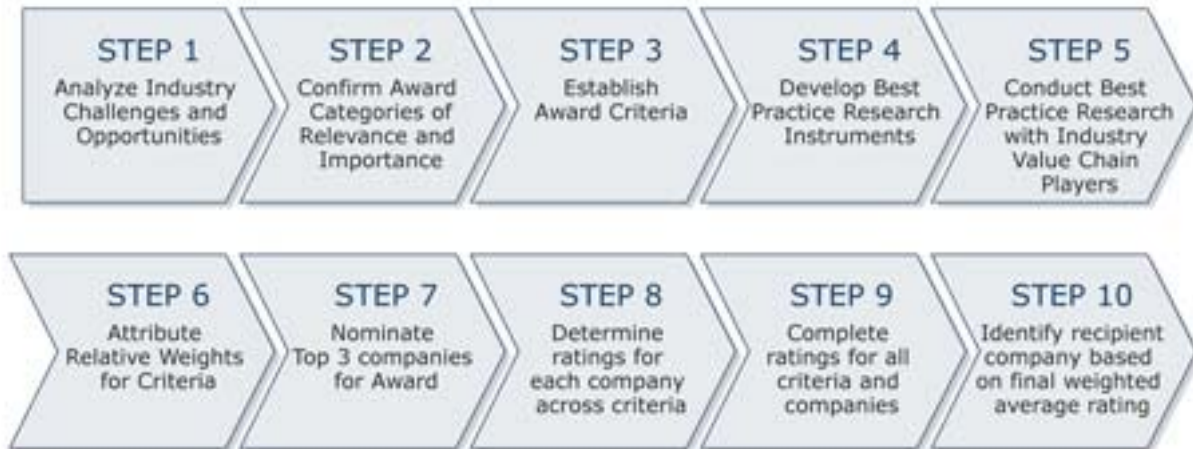 STEP 1
Analyze Industry
Challenges and
Opportunities
STEP 2
Confirm Award
Categories of
Relevance and
Importance
STEP 3
Establish
Award Criteria
STEP 4
Develop Best
Practice Research
Instruments
STEP 5
Conduct Best
Practice Research
with Industry
Value Chain
Players
STEP 6
Attribute
Relative Weights
for Criteria
STEP 7
Nominate
Top 3 companies
for Award
STEP 8
Determine
ratings for
each company
across criteria
STEP 9
Complete
ratings for all
criteria and
companies
STEP 10
Identify recipient
company based
on final weighted
average rating